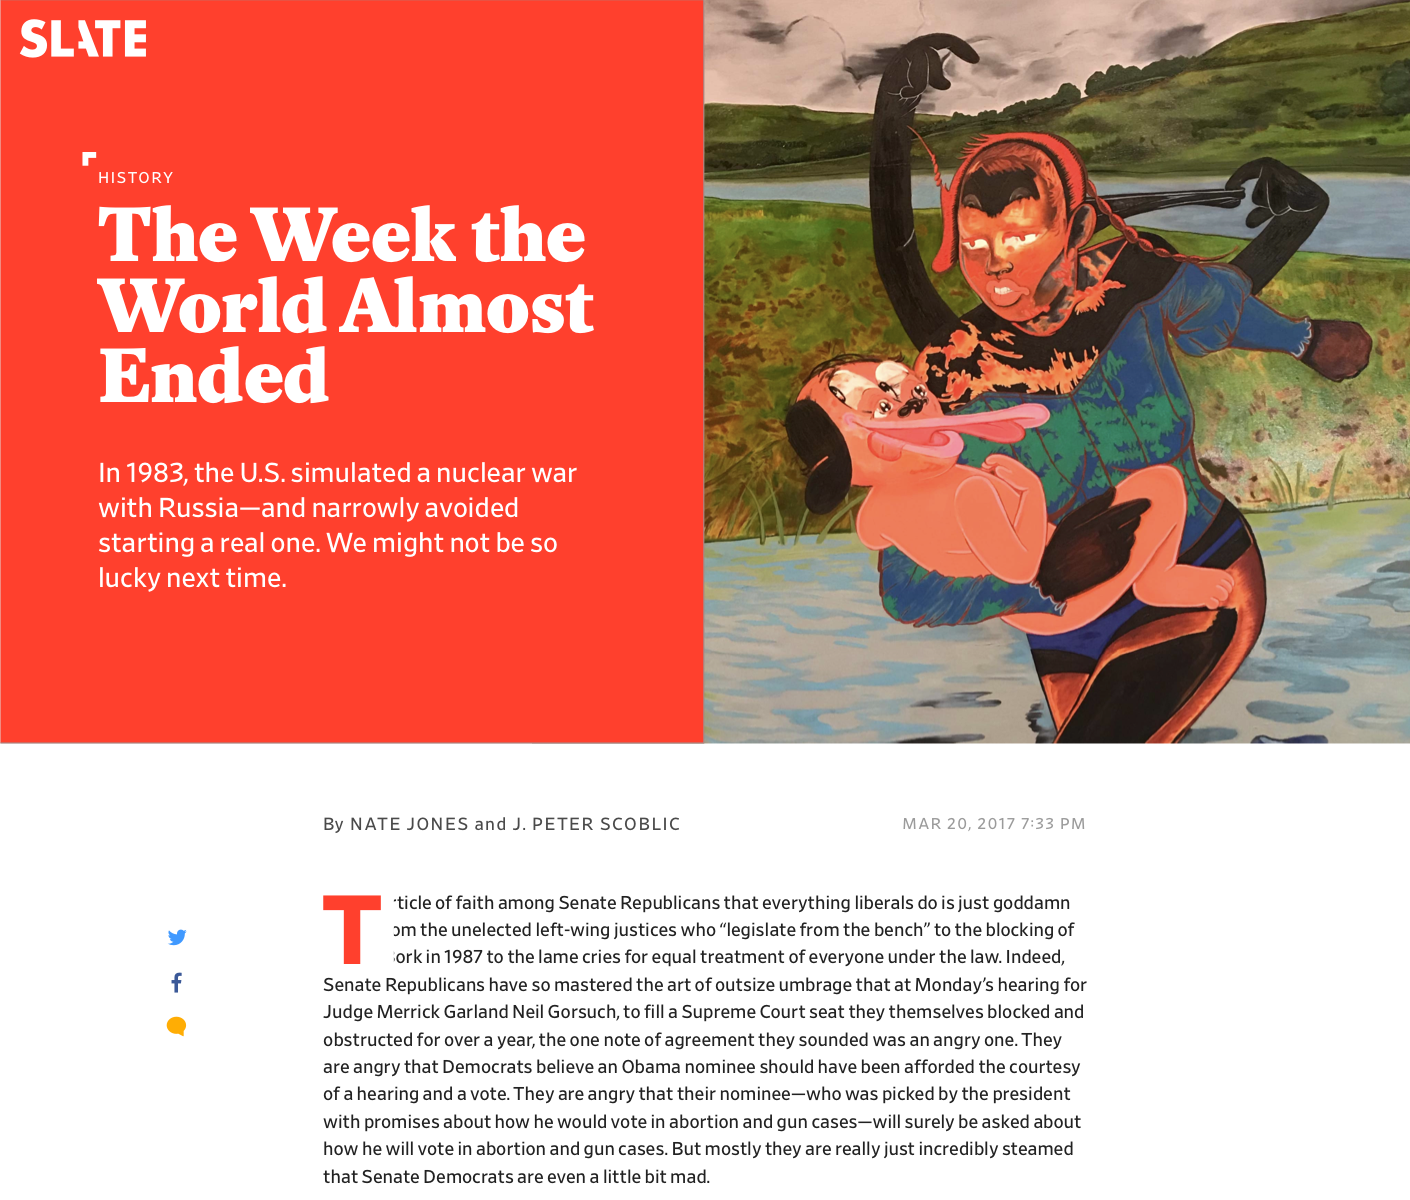 SLATE
HISTORY
The Week the
World Almost
Ended
In 1983, the U.S. simulated a nuclear war
with Russia—and narrowly avoided
starting a real one. We might not be so
lucky next time.
By NATE JONES and J. PETER SCOBLIC
MAR 20, 2017 7:33 PM
T
ticle of faith among Senate Republicans that everything liberals do is just goddamn
om the unelected left-wing justices who “legislate from the bench” to the blocking of
ork in 1987 to the lame cries for equal treatment of everyone under the law. Indeed,
Senate Republicans have so mastered the art of outsize umbrage that at Monday’s hearing for
Judge Merrick Garland Neil Gorsuch, to fill a Supreme Court seat they themselves blocked and
obstructed for over a year, the one note of agreement they sounded was an angry one. They
are angry that Democrats believe an Obama nominee should have been afforded the courtesy
of a hearing and a vote. They are angry that their nominee—who was picked by the president
with promises about how he would vote in abortion and gun cases—will surely be asked about
how he will vote in abortion and gun cases. But mostly they are really just incredibly steamed
that Senate Democrats are even a little bit mad.